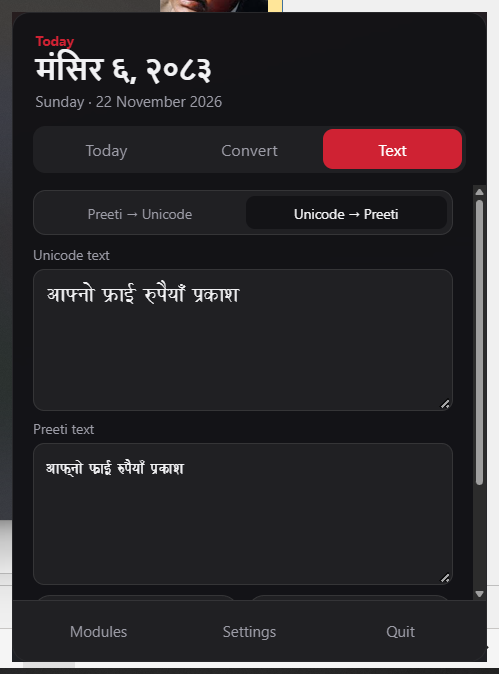 Today
मंसिर ६, २०८३
Sunday · 22 November 2026
Today
Convert
Text
Preeti → Unicode
Unicode → Preeti
Unicode text
आफ्नो फ्राई रुपैयाँ प्रकाश
Preeti text
आफ्नो फ्राई रुपैयाँ प्रकाश
Modules
Settings
Quit